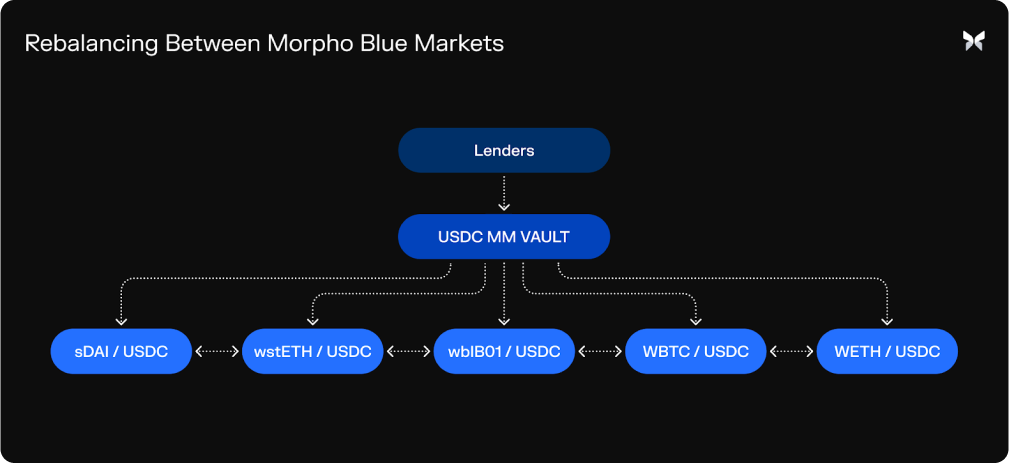 Rebalancing Between Morpho Blue Markets
Lenders
USDC MM VAULT
sDAI / USDC
wstETH / USDC
wbIB01 / USDC
WBTC / USDC
WETH / USDC